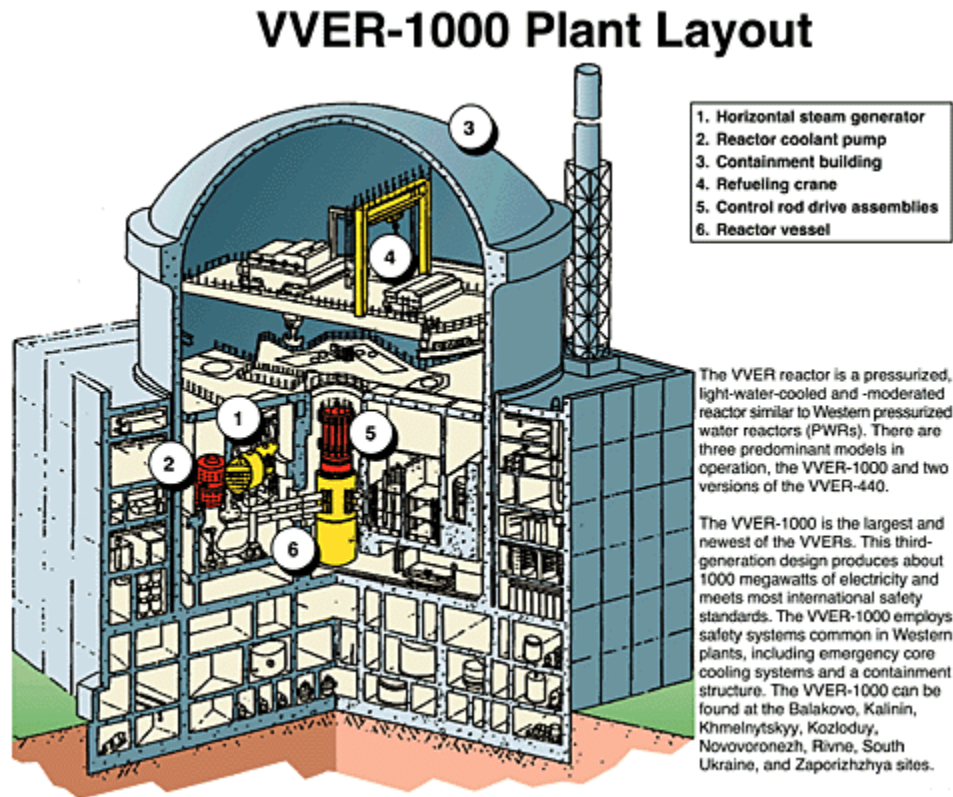 VVER-1000 Plant Layout
1. Horizontal steam generator
2. Reactor coolant pump
3. Containment building
4. Refueling crane
5. Control rod drive assemblies
6. Reactor vessel
3
4
1
5
2
6
The VVER reactor is a pressurized,
light-water-cooled and -moderated
reactor similar to Western pressurized
water reactors (PWRs). There are
three predominant models in
operation, the VVER-1000 and two
versions of the VVER-440.
The VVER-1000 is the largest and
newest of the VVERs. This third-
generation design produces about
1000 megawatts of electricity and
meets most international safety
standards. The VVER-1000 employs
safety systems common in Western
plants, including emergency core
cooling systems and a containment
structure. The VVER-1000 can be
found at the Balakovo, Kalinin,
Khmelnytskyy, Kozloduy,
Novovoronezh, Rivne, South
Ukraine, and Zaporizhzhya sites.